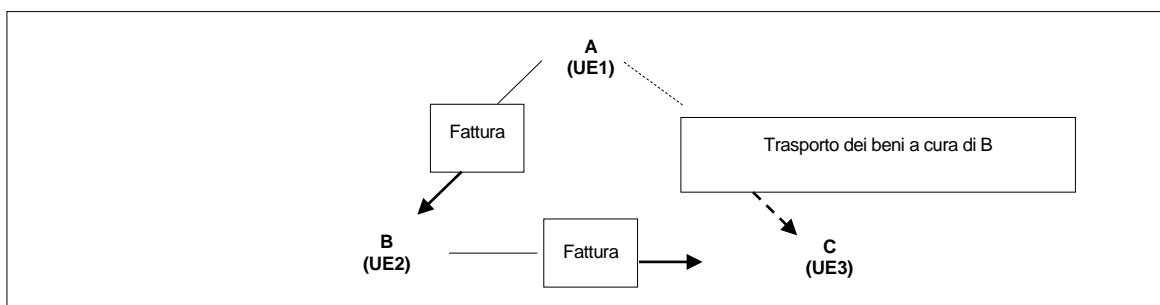 A
(UE1)
Fattura
Trasporto dei beni a cura di B
B
(UE2)
Fattura
C
(UE3)